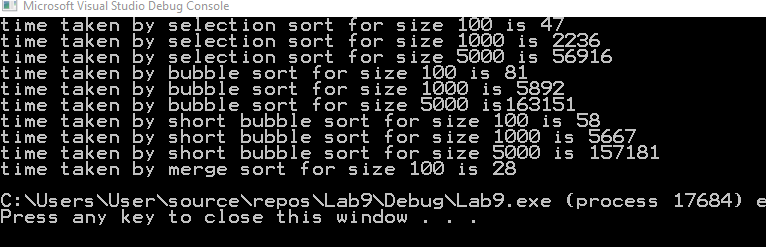 Microsoft Visual Studio Debug Console
time taken by selection sort for size 100 is 47
time taken by selection sort for size 1000 is 2236
time taken by selection sort for size 5000 is 56916
time taken by bubble sort for size 100 is 81
time taken by bubble sort for size 1000 is 5892
time taken by bubble sort for size 5000 is163151
time taken by short bubble sort for size 100 is 58
time taken by short bubble sort for size 1000 is 5667
time taken by short bubble sort for size 5000 is 157181
time taken by merge sort for size 100 is 28
C:\Users\User\source\repos\Lab9\Debug\Lab9.exe (process 17684) e
Press any key to close this window . . .